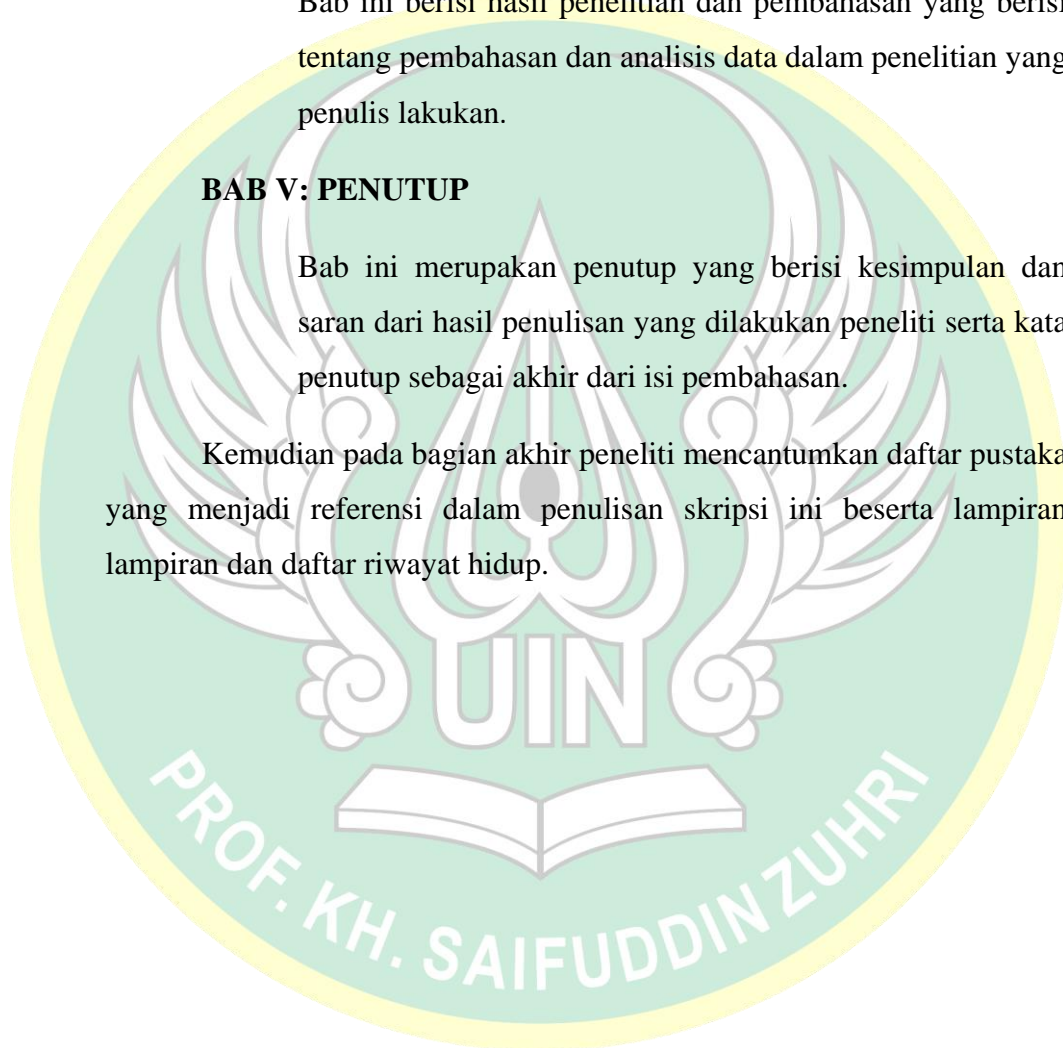 Bab ini berisi hasil penelitian dan pembahasan yang berisi
tentang pembahasan dan analisis data dalam penelitian yang
penulis lakukan.
BAB V: PENUTUP
Bab ini merupakan penutup yang berisi kesimpulan dan
saran dari hasil penulisan yang dilakukan peneliti serta kata
penutup sebagai akhir dari isi pembahasan.
Kemudian pada bagian akhir peneliti mencantumkan daftar pustaka
yang menjadi referensi dalam penulisan skripsi ini beserta lampiran
lampiran dan daftar riwayat hidup.
UIN
PROF. KH. SAIFUDDIN ZUHRI